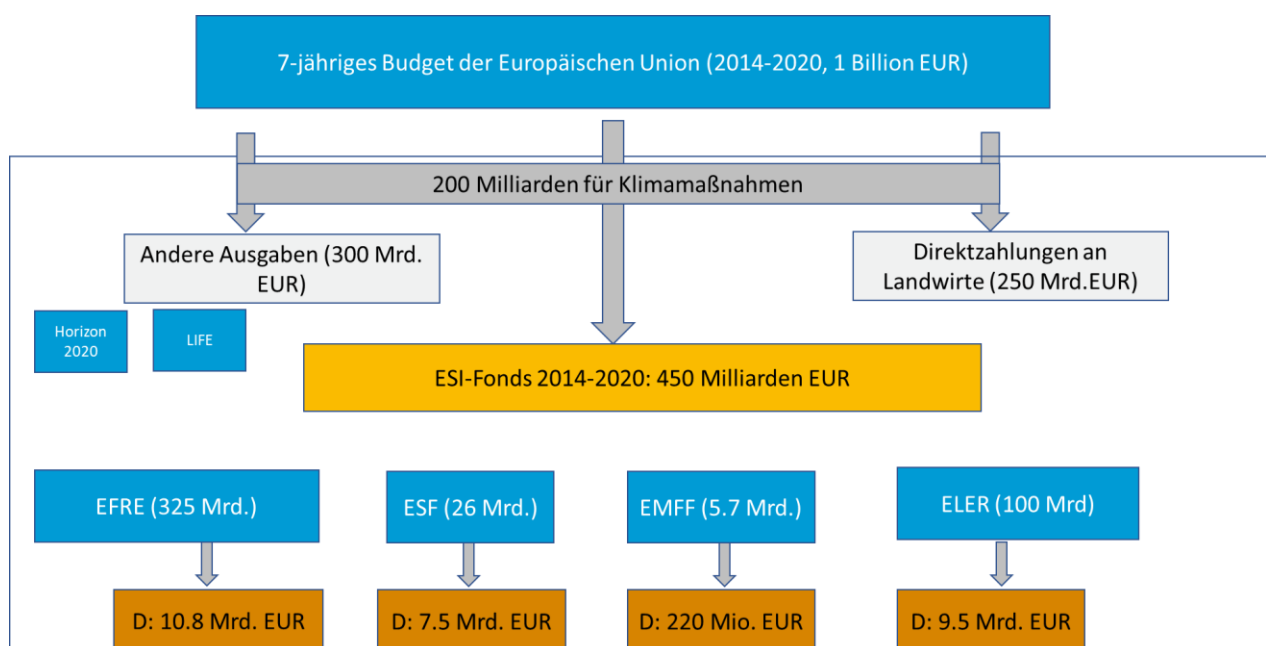 7-jähriges Budget der Europäischen Union (2014-2020, 1 Billion EUR)
200 Milliarden für Klimamaßnahmen
Andere Ausgaben (300 Mrd.
EUR)
Direktzahlungen an
Landwirte (250 Mrd.EUR)
Horizon
2020
LIFE
ESI-Fonds 2014-2020: 450 Milliarden EUR
EFRE (325 Mrd.)
ESF (26 Mrd.)
EMFF (5.7 Mrd.)
ELER (100 Mrd)
D: 10.8 Mrd. EUR
D: 7.5 Mrd. EUR
D: 220 Mio. EUR
D: 9.5 Mrd. EUR